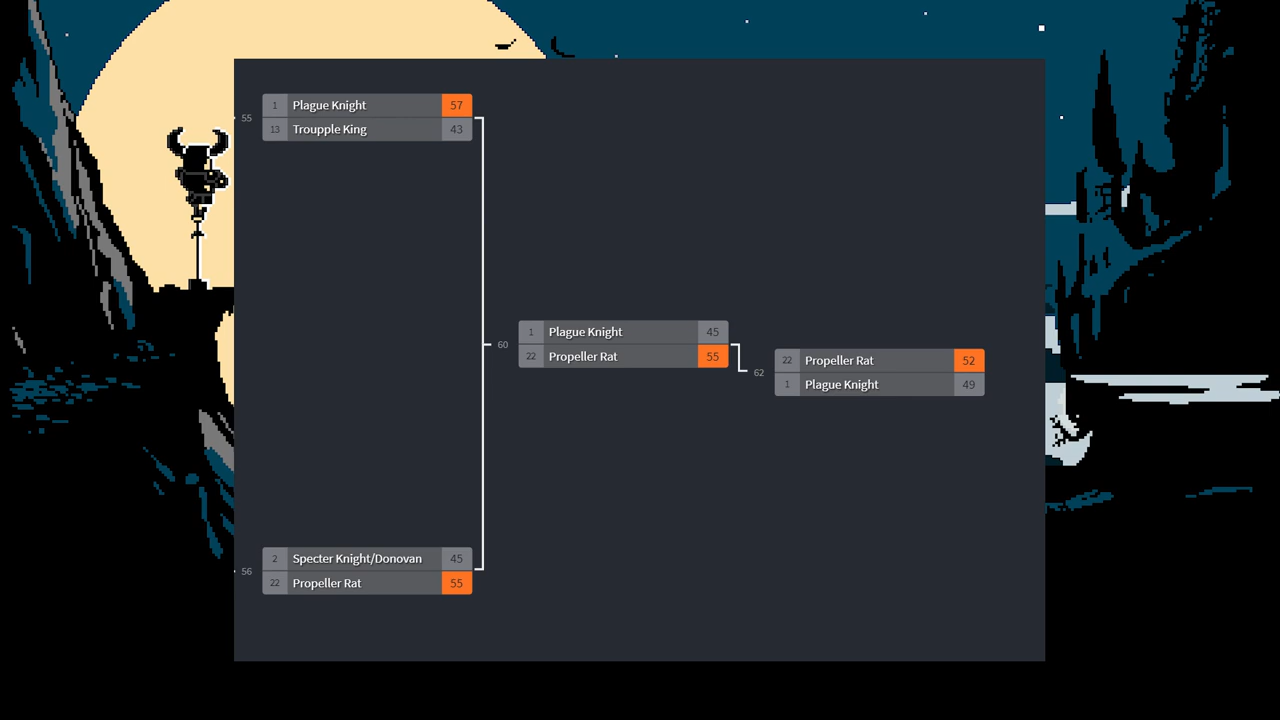 55
1 Plague Knight 57
13 Troupple King 43
60
1 Plague Knight 45
22 Propeller Rat 55
62
22 Propeller Rat 52
1 Plague Knight 49
56
2 Specter Knight/Donovan 45
22 Propeller Rat 55